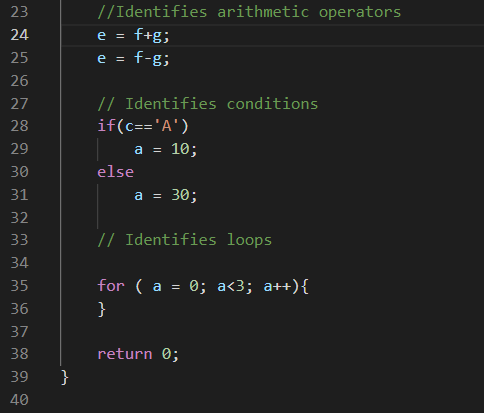 23 //Identifies arithmetic operators
24 e = f+g;
25 e = f-g;
26
27 // Identifies conditions
28 if(c=='A')
29 a = 10;
30 else
31 a = 30;
32
33 // Identifies loops
34
35 for ( a = 0; a<3; a++){
36 }
37
38 return 0;
39 }
40